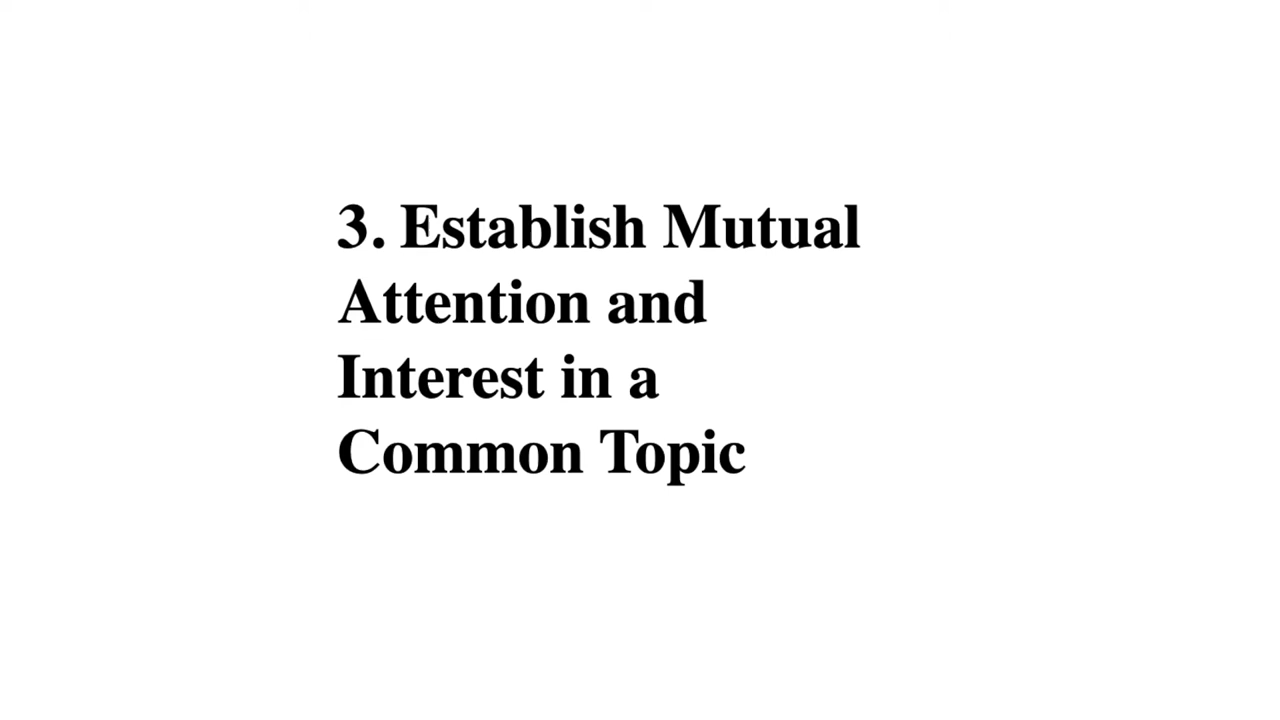 3. Establish Mutual
Attention and
Interest in a
Common Topic